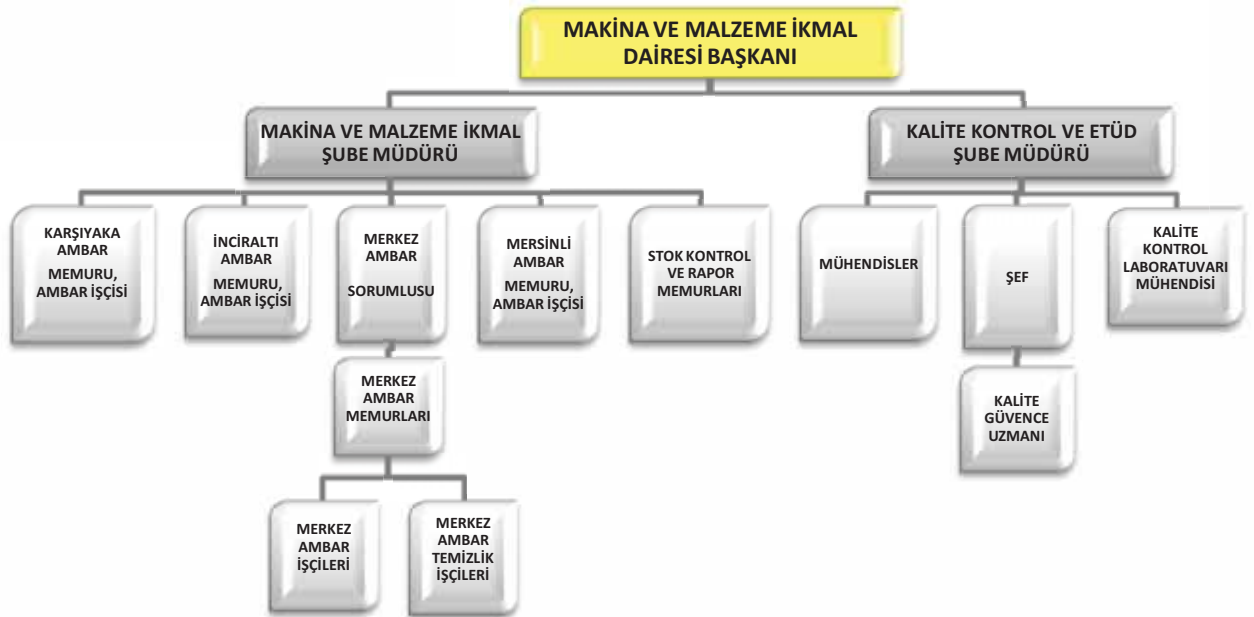 MAKİNA VE MALZEME İKMAL
DAİRESİ BAŞKANI
MAKİNA VE MALZEME İKMAL
ŞUBE MÜDÜRÜ
KALİTE KONTROL VE ETÜD
ŞUBE MÜDÜRÜ
KARŞIYAKA
AMBAR
MEMURU,
AMBAR İŞÇİSİ
İNCİRALTI
AMBAR
MEMURU,
AMBAR İŞÇİSİ
MERKEZ
AMBAR
SORUMLUSU
MERSİNLİ
AMBAR
MEMURU,
AMBAR İŞÇİSİ
STOK KONTROL
VE RAPOR
MEMURLARI
MÜHENDİSLER
ŞEF
KALİTE
KONTROL
LABORATUVARI
MÜHENDİSİ
MERKEZ
AMBAR
MEMURLARI
KALİTE
GÜVENCE
UZMANI
MERKEZ
AMBAR
İŞÇİLERİ
MERKEZ
AMBAR
TEMİZLİK
İŞÇİLERİ